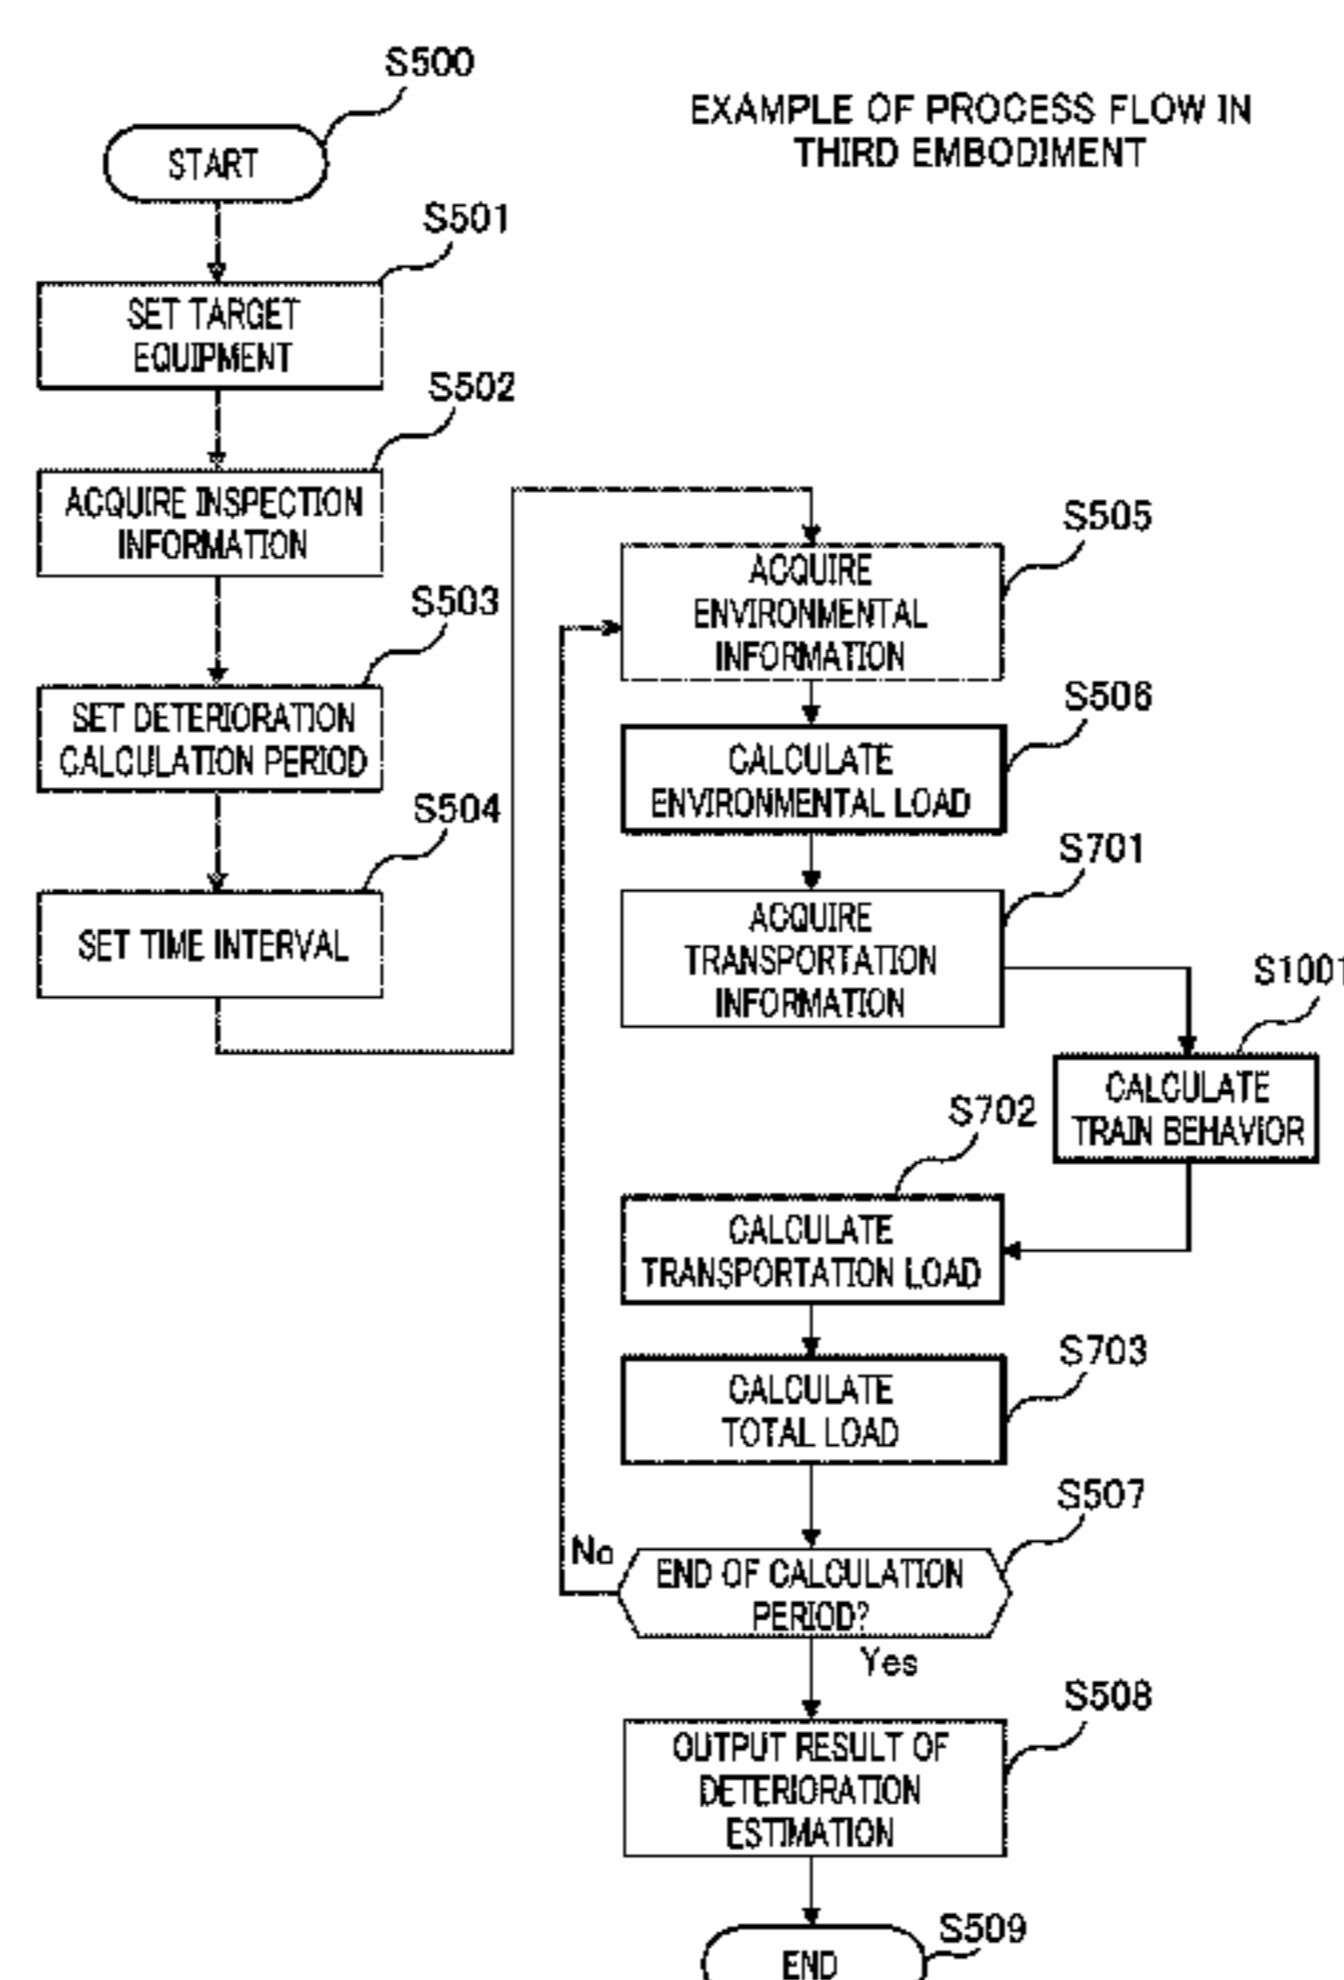 EXAMPLE OF PROCESS FLOW IN
THIRD EMBODIMENT
S500
START
S501
SET TARGET
EQUIPMENT
S502
ACQUIRE INSPECTION
INFORMATION
S503
SET DETERIORATION
CALCULATION PERIOD
S504
SET TIME INTERVAL
S505
ACQUIRE
ENVIRONMENTAL
INFORMATION
S506
CALCULATE
ENVIRONMENTAL LOAD
S701
ACQUIRE
TRANSPORTATION
INFORMATION
S1001
CALCULATE
TRAIN BEHAVIOR
S702
CALCULATE
TRANSPORTATION LOAD
S703
CALCULATE
TOTAL LOAD
S507
No
END OF CALCULATION
PERIOD?
Yes
S508
OUTPUT RESULT OF
DETERIORATION
ESTIMATION
S509
END